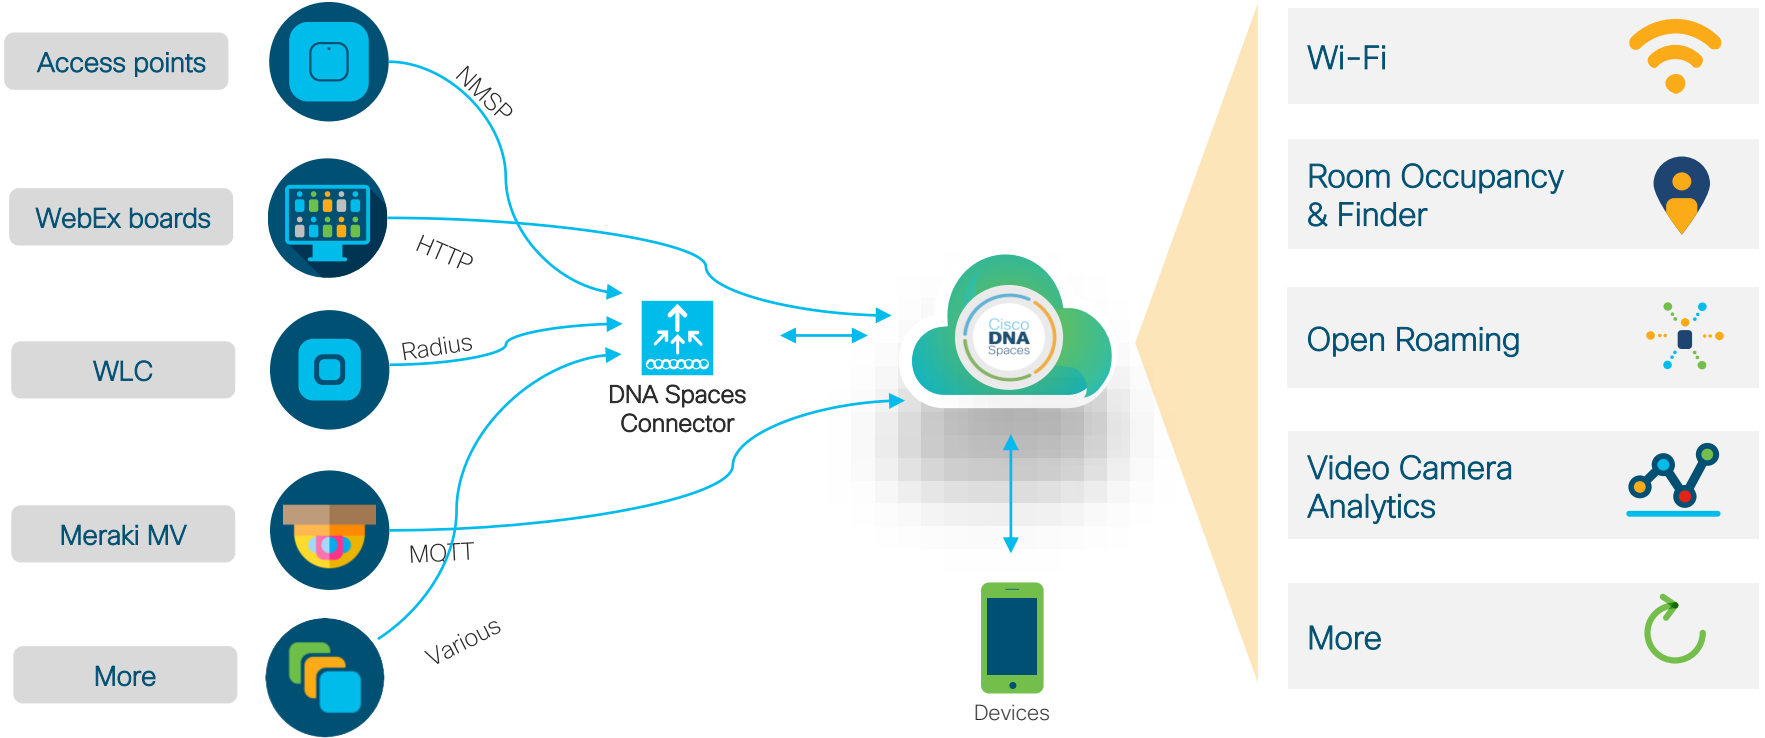 Access points
NMSP
WebEx boards
HTTP
WLC
Radius
Meraki MV
MQTT
More
Various
DNA Spaces
Connector
Cisco
DNA
Spaces
Devices
Wi-Fi
Room Occupancy
& Finder
Open Roaming
Video Camera
Analytics
More